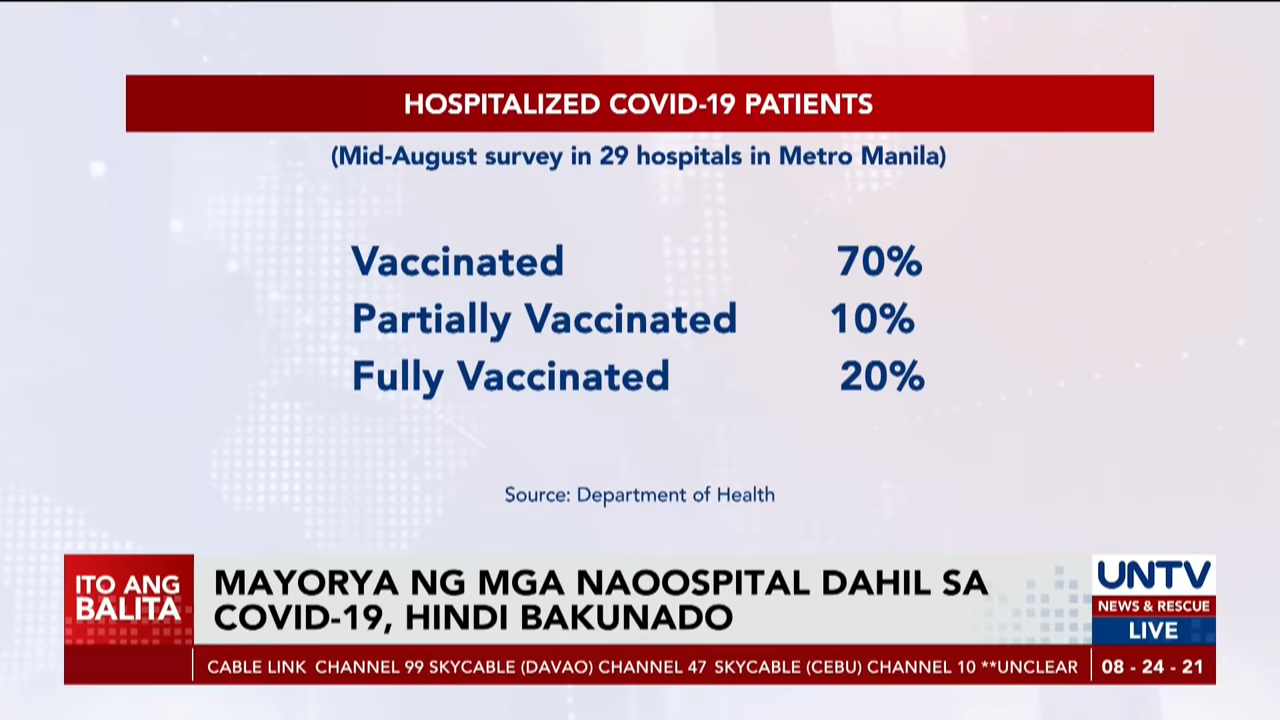 HOSPITALIZED COVID-19 PATIENTS
(Mid-August survey in 29 hospitals in Metro Manila)
Vaccinated 70%
Partially Vaccinated 10%
Fully Vaccinated 20%
Source: Department of Health
ITO ANG
BALITA
MAYORYA NG MGA NAOOSPITAL DAHIL SA
COVID-19, HINDI BAKUNADO
UNTV
NEWS & RESCUE
LIVE
CABLE LINK CHANNEL 99 SKYCABLE (DAVAO) CHANNEL 47 SKYCABLE (CEBU) CHANNEL 10 **UNCLEAR
08 - 24 - 21